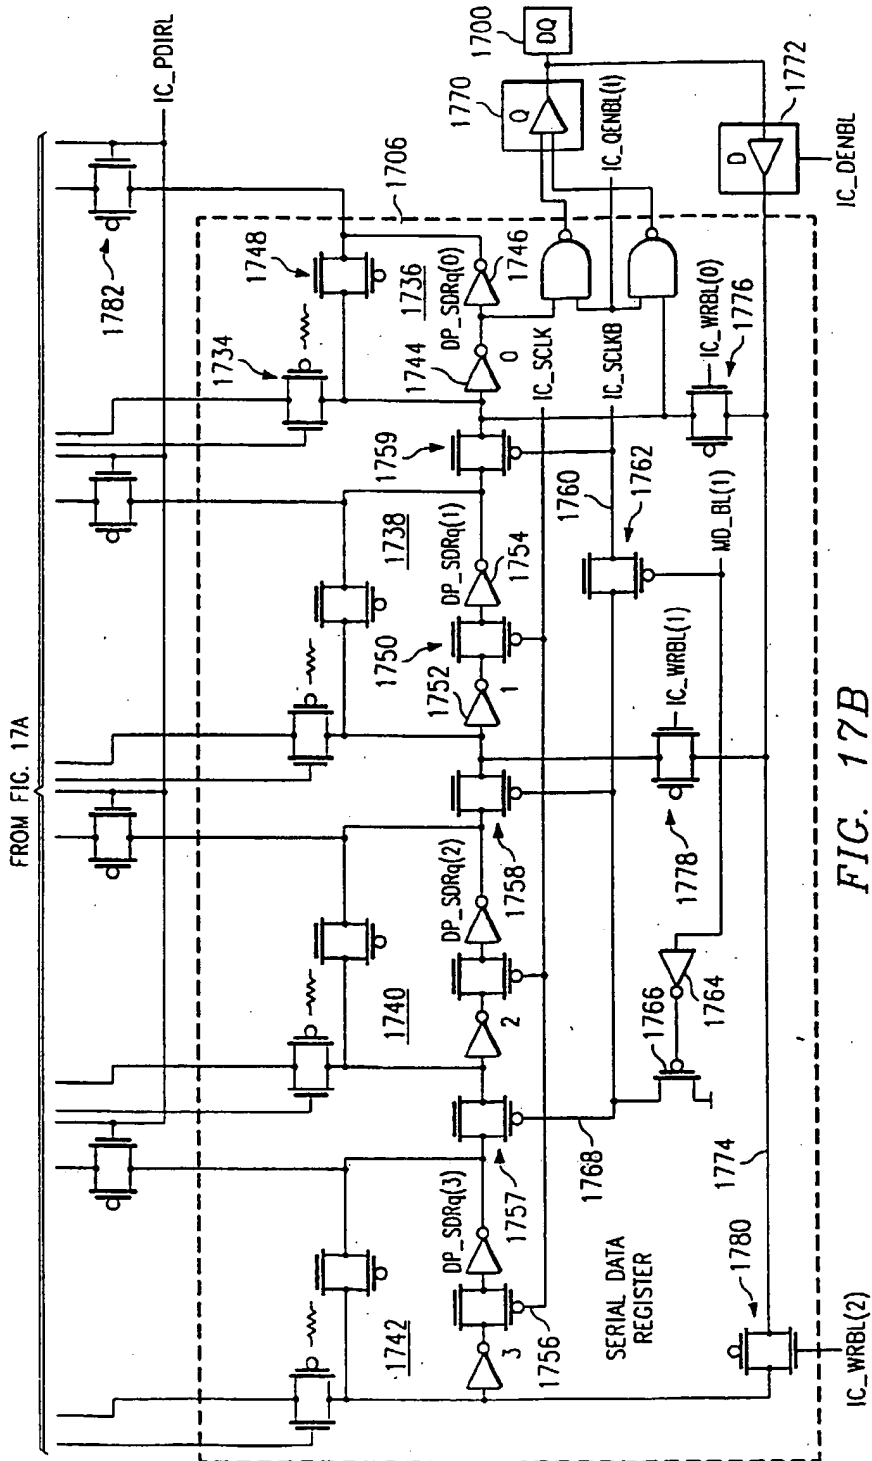 FROM FIG. 17A
IC_PDIRL
1782
1706
1734
1748
1736
1738
1740
1742
1700
DQ
1770
Q
1744
DP_SDRq(0)
0
1746
1759
DP_SDRq(1)
1750
1752
1
1754
DP_SDRq(2)
2
1758
DP_SDRq(3)
3
1757
1756
IC_SCLK
IC_SCLKB
IC_QENBL(1)
1760
1762
1768
1766
1764
MD_BL(1)
IC_WRBL(0)
1776
IC_WRBL(1)
1778
D
1772
IC_DENBL
SERIAL DATA
REGISTER
1774
1780
IC_WRBL(2)
FIG. 17B